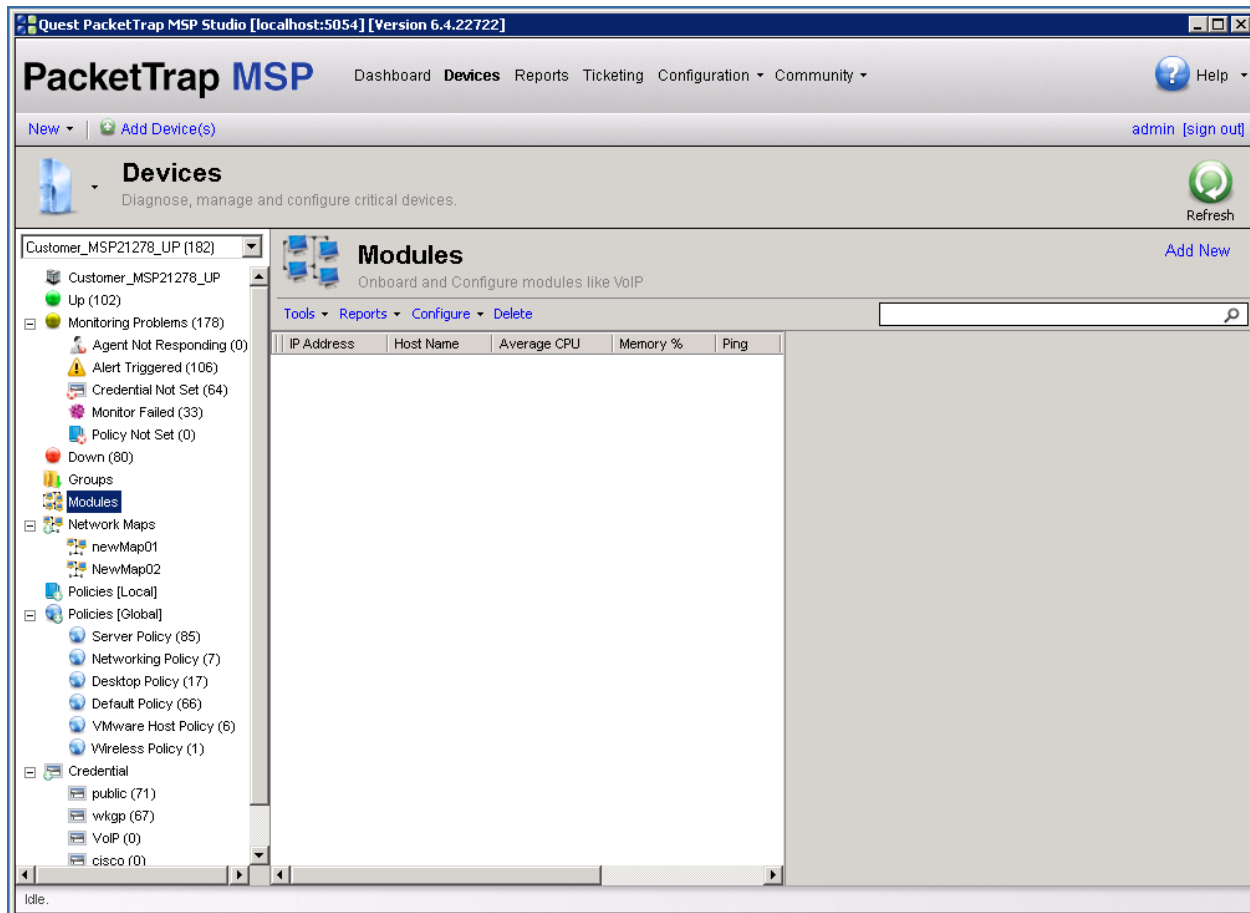 Quest PacketTrap MSP Studio [localhost:5054] [Version 6.4.22722]
PacketTrap MSP Dashboard Devices Reports Ticketing Configuration Community Help
New Add Device(s) admin [sign out]
Devices
Diagnose, manage and configure critical devices.
Refresh
Customer_MSP21278_UP (182)
Customer_MSP21278_UP
Up (102)
Monitoring Problems (178)
Agent Not Responding (0)
Alert Triggered (106)
Credential Not Set (64)
Monitor Failed (33)
Policy Not Set (0)
Down (80)
Groups
Modules
Network Maps
newMap01
NewMap02
Policies [Local]
Policies [Global]
Server Policy (85)
Networking Policy (7)
Desktop Policy (17)
Default Policy (66)
VMware Host Policy (6)
Wireless Policy (1)
Credential
public (71)
wkgp (67)
VoIP (0)
cisco (0)
Modules
Add New
Onboard and Configure modules like VoIP
Tools Reports Configure Delete
IP Address Host Name Average CPU Memory % Ping
Idle.